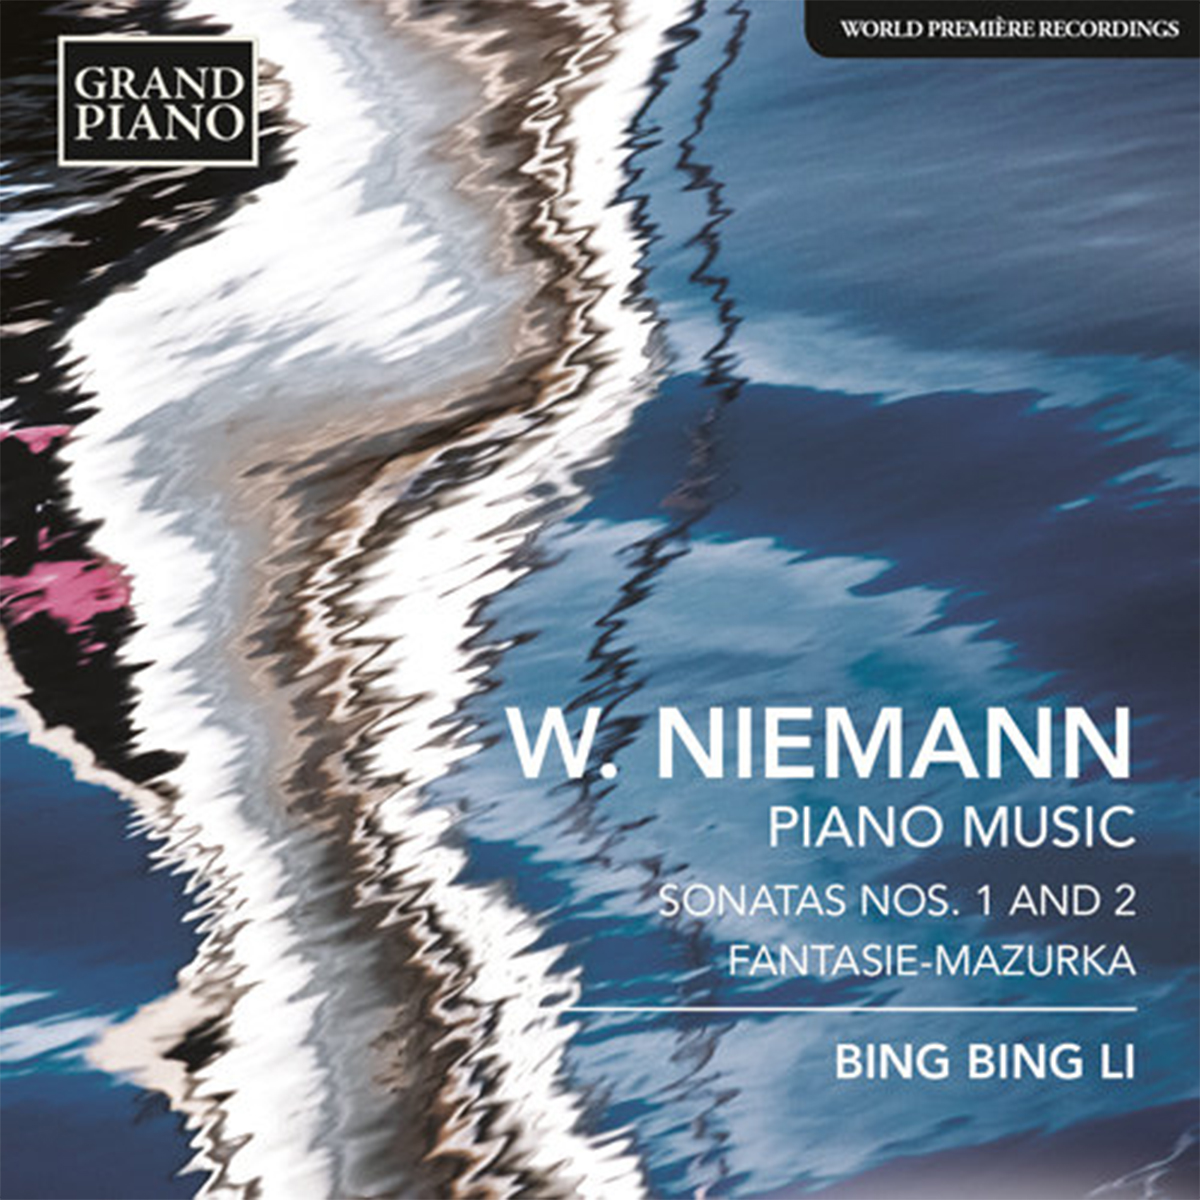 WORLD PREMIÈRE RECORDINGS
GRAND
PIANO
W. NIEMANN
PIANO MUSIC
SONATAS NOS. 1 AND 2
FANTASIE-MAZURKA
BING BING LI